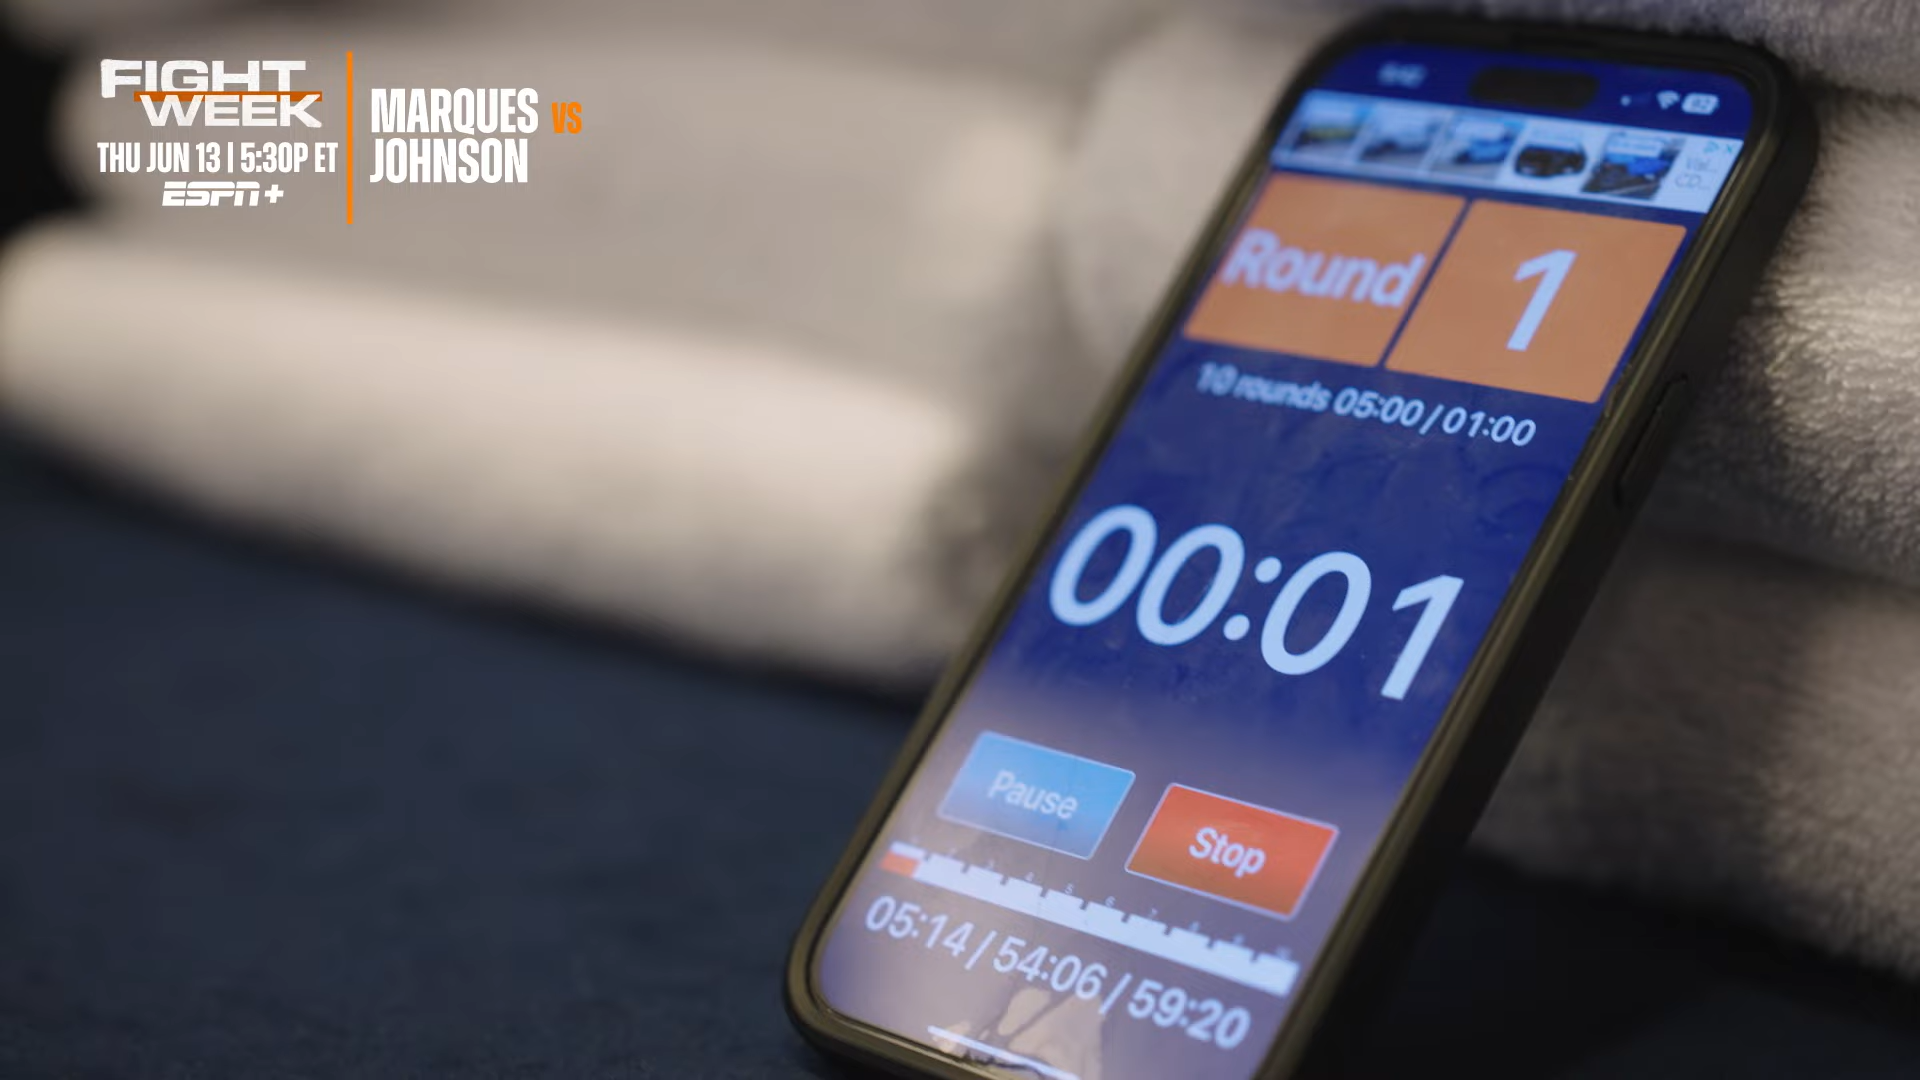 FIGHT
WEEK
THU JUN 13 | 5:30P ET
ESPN+
MARQUES VS
JOHNSON
Round 1
10 rounds 05:00 / 01:00
00:01
Pause
Stop
05:14 / 54:06 / 59:20